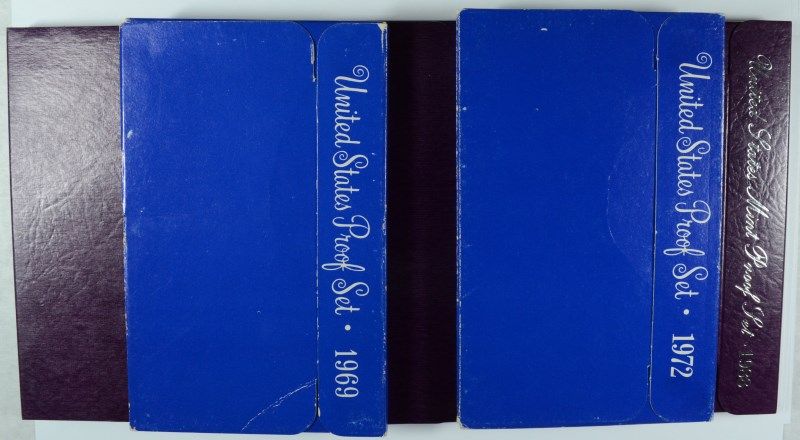 United States Proof Set • 1969
United States Proof Set • 1972
United States Mint Proof Set •